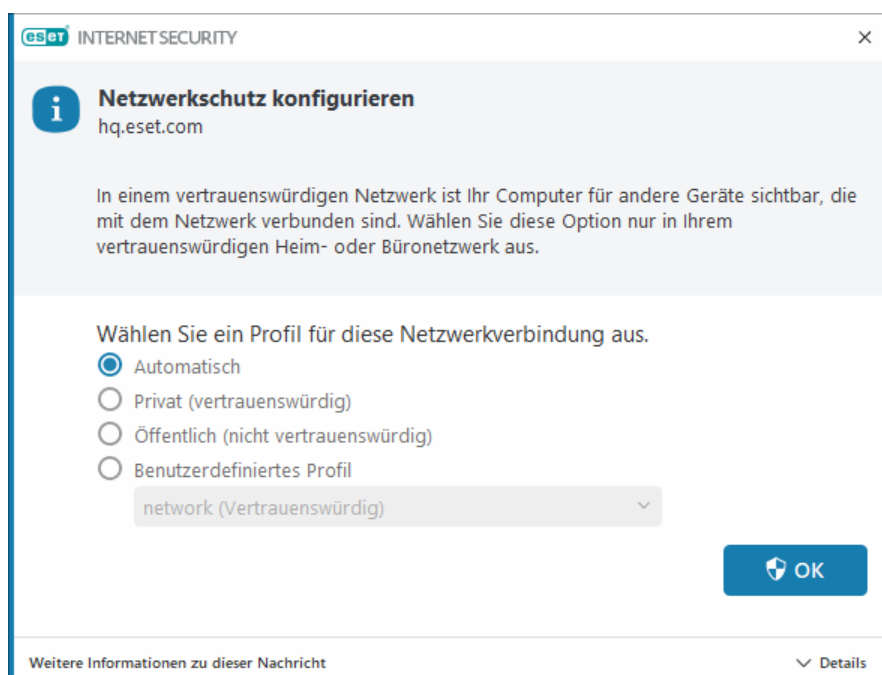 eset INTERNET SECURITY
Netzwerkschutz konfigurieren
hq.eset.com
In einem vertrauenswürdigen Netzwerk ist Ihr Computer für andere Geräte sichtbar, die
mit dem Netzwerk verbunden sind. Wählen Sie diese Option nur in Ihrem
vertrauenswürdigen Heim- oder Büronetzwerk aus.
Wählen Sie ein Profil für diese Netzwerkverbindung aus.
Automatisch
Privat (vertrauenswürdig)
Öffentlich (nicht vertrauenswürdig)
Benutzerdefiniertes Profil
network (Vertrauenswürdig)
OK
Weitere Informationen zu dieser Nachricht
Details